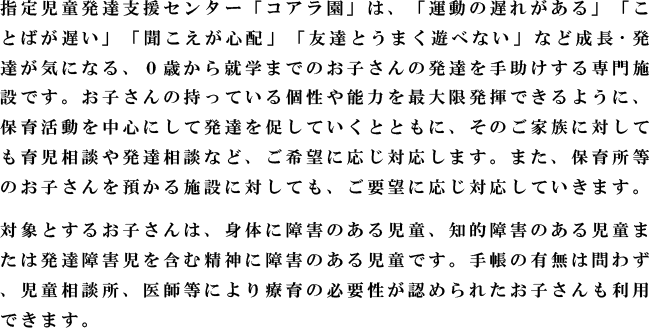 指定児童発達支援センター「コアラ園」は、「運動の遅れがある」「こ
とばが遅い」「聞こえが心配」「友達とうまく遊べない」など成長・発
達が気になる、０歳から就学までのお子さんの発達を手助けする専門施
設です。お子さんの持っている個性や能力を最大限発揮できるように、
保育活動を中心にして発達を促していくとともに、そのご家族に対して
も育児相談や発達相談など、ご希望に応じ対応します。また、保育所等
のお子さんを預かる施設に対しても、ご要望に応じ対応していきます。
対象とするお子さんは、身体に障害のある児童、知的障害のある児童ま
たは発達障害児を含む精神に障害のある児童です。手帳の有無は問わず
、児童相談所、医師等により療育の必要性が認められたお子さんも利用
できます。